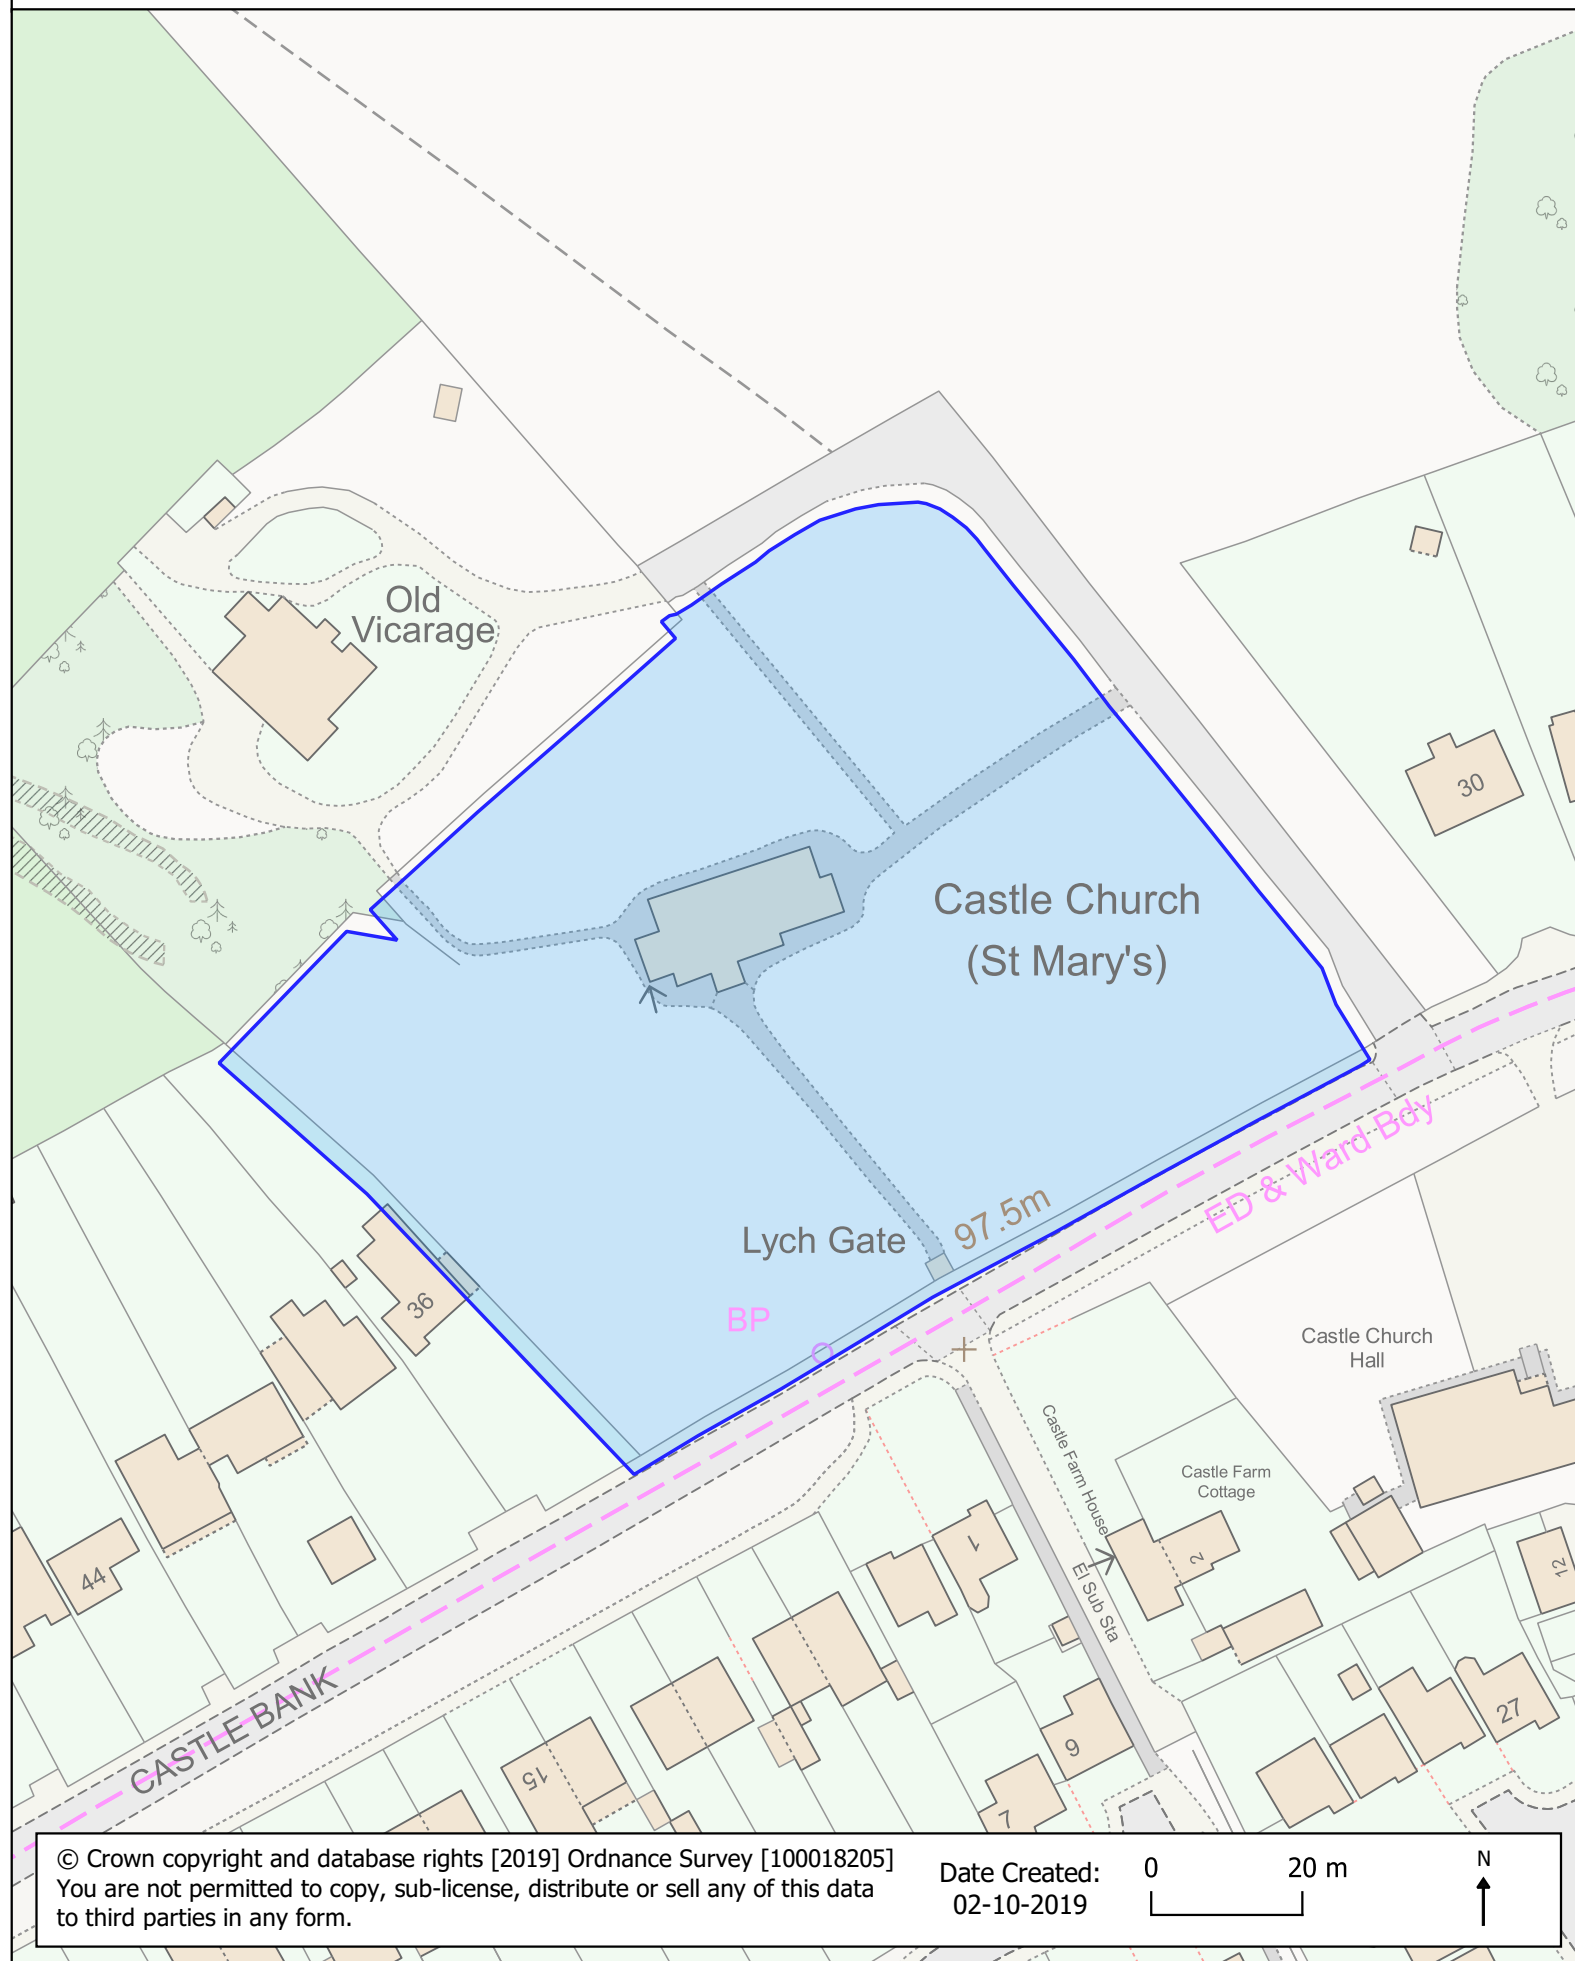 Old
Vicarage
30
Castle Church
(St Mary's)
ED & Ward Bdy
97.5m
Lych Gate
BP
36
Castle Church
Hall
Castle Farm House
Castle Farm
Cottage
44
1
2
12
El Sub Sta
CASTLE BANK
27
9
15
7
© Crown copyright and database rights [2019] Ordnance Survey [100018205]
You are not permitted to copy, sub-license, distribute or sell any of this data
to third parties in any form.
Date Created:
02-10-2019
0 20 m
N